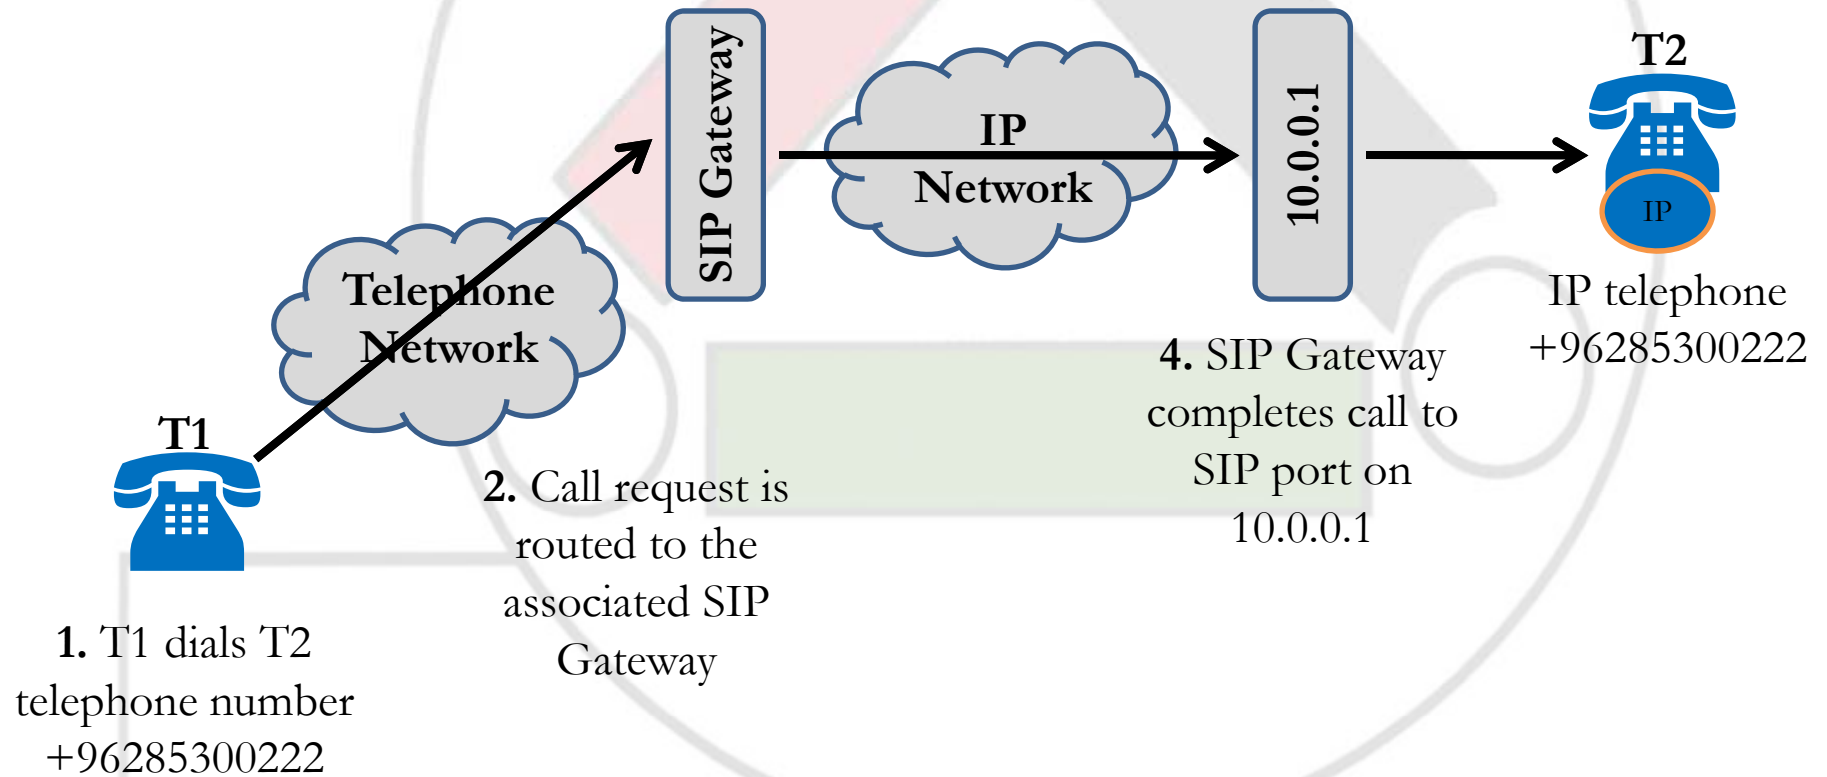 SIP Gateway
IP
Network
10.0.0.1
T2
IP
IP telephone
+96285300222
Telephone
Network
T1
1. T1 dials T2
telephone number
+96285300222
2. Call request is
routed to the
associated SIP
Gateway
4. SIP Gateway
completes call to
SIP port on
10.0.0.1